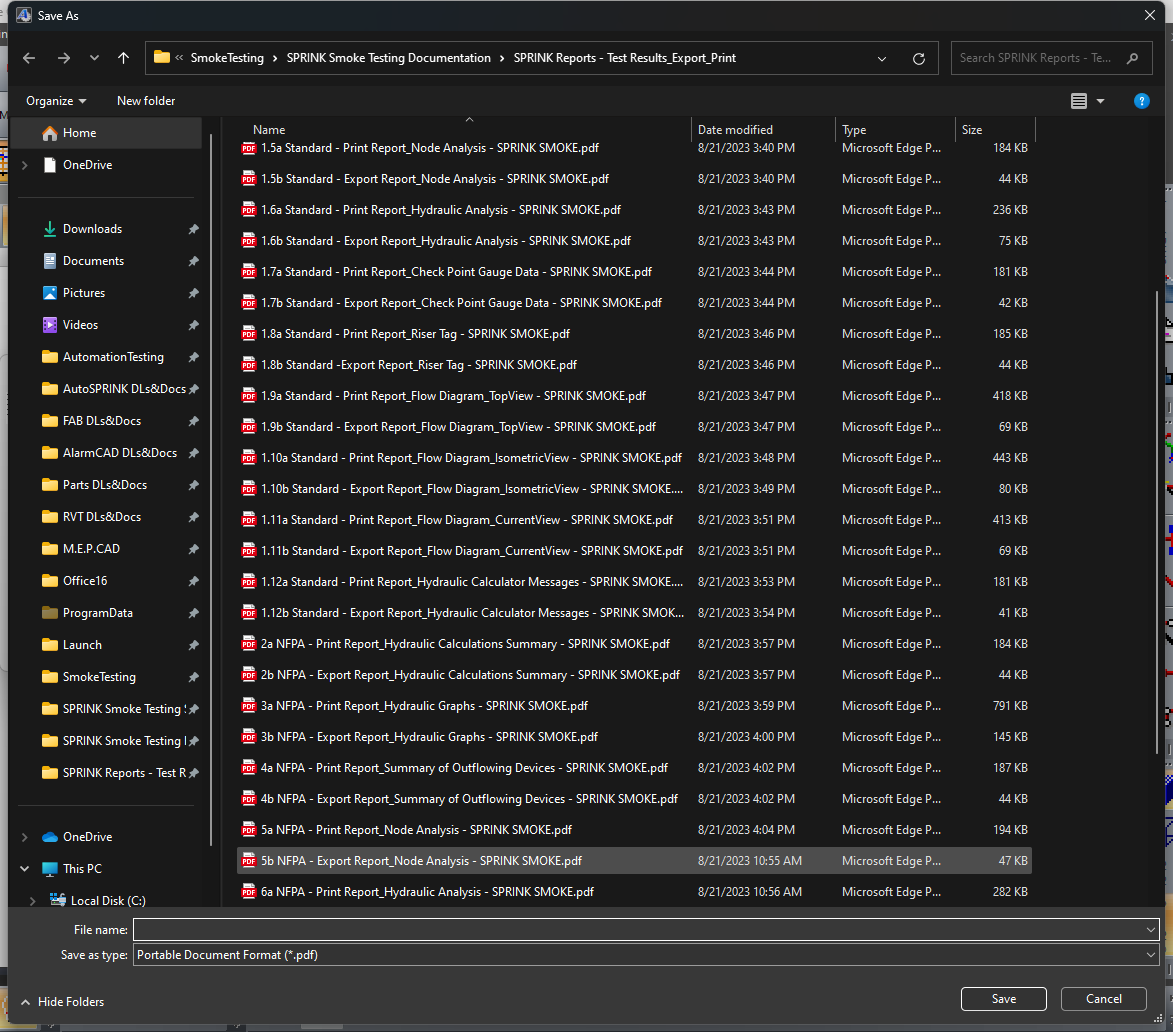 Save As
« SmokeTesting > SPRINK Smoke Testing Documentation > SPRINK Reports - Test Results_Export_Print
Search SPRINK Reports - Te...
Organize New folder ?
Home
OneDrive
Downloads
Documents
Pictures
Videos
AutomationTesting
AutoSPRINK DLs&Docs
FAB DLs&Docs
AlarmCAD DLs&Docs
Parts DLs&Docs
RVT DLs&Docs
M.E.P.CAD
Office16
ProgramData
Launch
SmokeTesting
SPRINK Smoke Testing
SPRINK Smoke Testing
SPRINK Reports - Test R
OneDrive
This PC
Local Disk (C:)
Name Date modified Type Size
PDF 1.5a Standard - Print Report_Node Analysis - SPRINK SMOKE.pdf 8/21/2023 3:40 PM Microsoft Edge P... 184 KB
PDF 1.5b Standard - Export Report_Node Analysis - SPRINK SMOKE.pdf 8/21/2023 3:40 PM Microsoft Edge P... 44 KB
PDF 1.6a Standard - Print Report_Hydraulic Analysis - SPRINK SMOKE.pdf 8/21/2023 3:43 PM Microsoft Edge P... 236 KB
PDF 1.6b Standard - Export Report_Hydraulic Analysis - SPRINK SMOKE.pdf 8/21/2023 3:43 PM Microsoft Edge P... 75 KB
PDF 1.7a Standard - Print Report_Check Point Gauge Data - SPRINK SMOKE.pdf 8/21/2023 3:44 PM Microsoft Edge P... 181 KB
PDF 1.7b Standard - Export Report_Check Point Gauge Data - SPRINK SMOKE.pdf 8/21/2023 3:44 PM Microsoft Edge P... 42 KB
PDF 1.8a Standard - Print Report_Riser Tag - SPRINK SMOKE.pdf 8/21/2023 3:46 PM Microsoft Edge P... 185 KB
PDF 1.8b Standard -Export Report_Riser Tag - SPRINK SMOKE.pdf 8/21/2023 3:46 PM Microsoft Edge P... 44 KB
PDF 1.9a Standard - Print Report_Flow Diagram_TopView - SPRINK SMOKE.pdf 8/21/2023 3:47 PM Microsoft Edge P... 418 KB
PDF 1.9b Standard - Export Report_Flow Diagram_TopView - SPRINK SMOKE.pdf 8/21/2023 3:47 PM Microsoft Edge P... 69 KB
PDF 1.10a Standard - Print Report_Flow Diagram_IsometricView - SPRINK SMOKE.pdf 8/21/2023 3:48 PM Microsoft Edge P... 443 KB
PDF 1.10b Standard - Export Report_Flow Diagram_IsometricView - SPRINK SMOKE.... 8/21/2023 3:49 PM Microsoft Edge P... 80 KB
PDF 1.11a Standard - Print Report_Flow Diagram_CurrentView - SPRINK SMOKE.pdf 8/21/2023 3:51 PM Microsoft Edge P... 413 KB
PDF 1.11b Standard - Export Report_Flow Diagram_CurrentView - SPRINK SMOKE.pdf 8/21/2023 3:51 PM Microsoft Edge P... 69 KB
PDF 1.12a Standard - Print Report_Hydraulic Calculator Messages - SPRINK SMOKE.... 8/21/2023 3:53 PM Microsoft Edge P... 181 KB
PDF 1.12b Standard - Export Report_Hydraulic Calculator Messages - SPRINK SMOK... 8/21/2023 3:54 PM Microsoft Edge P... 41 KB
PDF 2a NFPA - Print Report_Hydraulic Calculations Summary - SPRINK SMOKE.pdf 8/21/2023 3:57 PM Microsoft Edge P... 184 KB
PDF 2b NFPA - Export Report_Hydraulic Calculations Summary - SPRINK SMOKE.pdf 8/21/2023 3:57 PM Microsoft Edge P... 44 KB
PDF 3a NFPA - Print Report_Hydraulic Graphs - SPRINK SMOKE.pdf 8/21/2023 3:59 PM Microsoft Edge P... 791 KB
PDF 3b NFPA - Export Report_Hydraulic Graphs - SPRINK SMOKE.pdf 8/21/2023 4:00 PM Microsoft Edge P... 145 KB
PDF 4a NFPA - Print Report_Summary of Outflowing Devices - SPRINK SMOKE.pdf 8/21/2023 4:02 PM Microsoft Edge P... 187 KB
PDF 4b NFPA - Export Report_Summary of Outflowing Devices - SPRINK SMOKE.pdf 8/21/2023 4:02 PM Microsoft Edge P... 44 KB
PDF 5a NFPA - Print Report_Node Analysis - SPRINK SMOKE.pdf 8/21/2023 4:04 PM Microsoft Edge P... 194 KB
PDF 5b NFPA - Export Report_Node Analysis - SPRINK SMOKE.pdf 8/21/2023 10:55 AM Microsoft Edge P... 47 KB
PDF 6a NFPA - Print Report_Hydraulic Analysis - SPRINK SMOKE.pdf 8/21/2023 10:56 AM Microsoft Edge P... 282 KB
File name:
Save as type: Portable Document Format (*.pdf)
Hide Folders Save Cancel